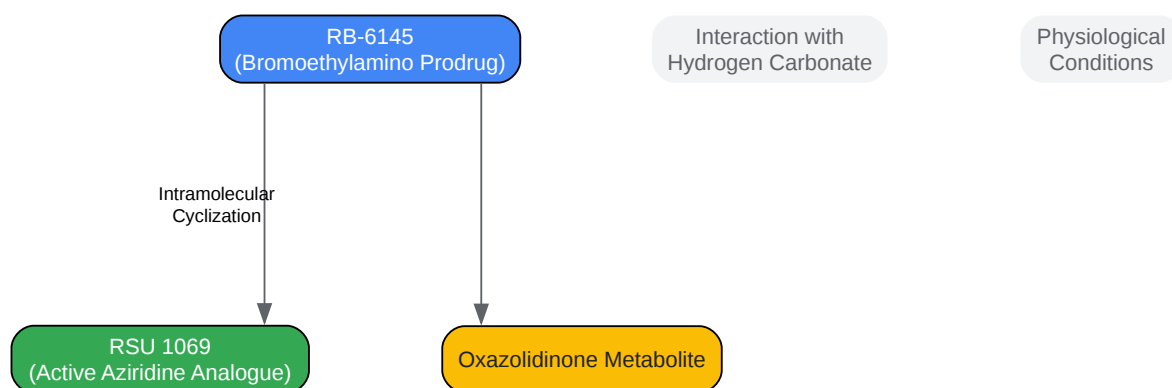 RB-6145
(Bromoethylamino Prodrug)
Interaction with
Hydrogen Carbonate
Physiological
Conditions
Intramolecular
Cyclization
RSU 1069
(Active Aziridine Analogue)
Oxazolidinone Metabolite